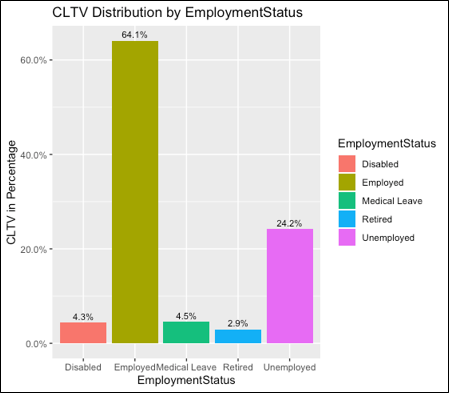 CLTV Distribution by EmploymentStatus
CLTV in Percentage
60.0%
40.0%
20.0%
0.0%
4.3%
64.1%
4.5%
2.9%
24.2%
Disabled
Employed
Medical Leave
Retired
Unemployed
EmploymentStatus
EmploymentStatus
Disabled
Employed
Medical Leave
Retired
Unemployed